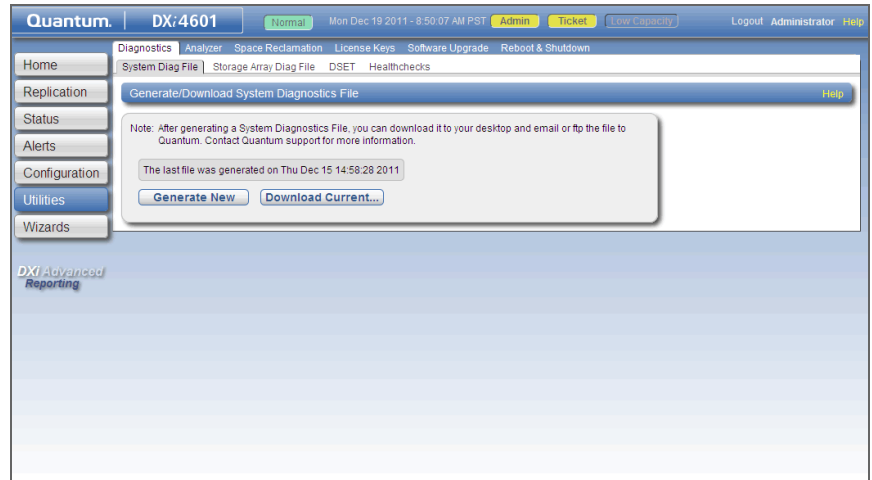 Quantum. DXi4601 Normal Mon Dec 19 2011 - 8:50:07 AM PST Admin Ticket Low Capacity Logout Administrator Help
Diagnostics Analyzer Space Reclamation License Keys Software Upgrade Reboot & Shutdown
System Diag File Storage Array Diag File DSET Healthchecks
Home
Replication
Status
Alerts
Configuration
Utilities
Wizards
DXi Advanced
Reporting
Generate/Download System Diagnostics File Help
Note: After generating a System Diagnostics File, you can download it to your desktop and email or ftp the file to
Quantum. Contact Quantum support for more information.
The last file was generated on Thu Dec 15 14:58:28 2011
Generate New Download Current...